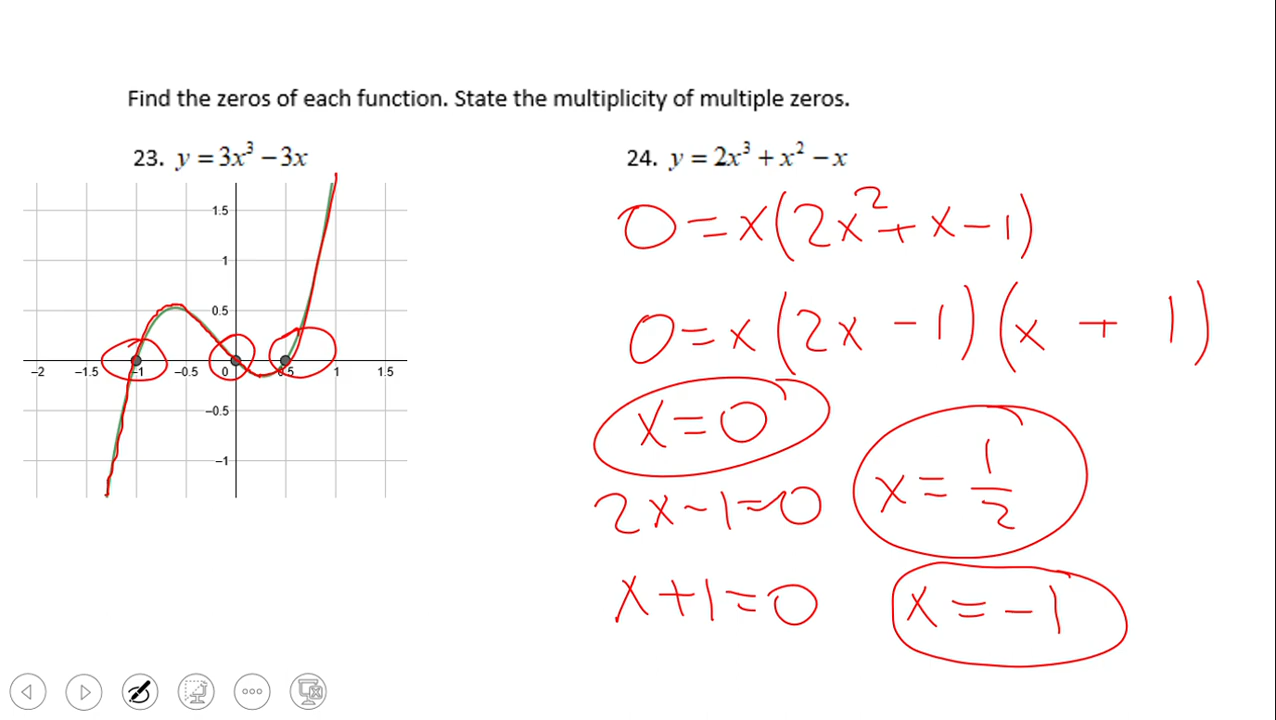 Find the zeros of each function. State the multiplicity of multiple zeros.
23. y = 3x³ − 3x
24. y = 2x³ + x² − x
1.5
1
0.5
-2 -1.5 -1 -0.5 0 0.5 1 1.5
-0.5
-1
0 = x(2x² + x − 1)
0 = x(2x − 1)(x + 1)
x = 0
2x − 1 = 0
x = 1/2
x + 1 = 0
x = −1